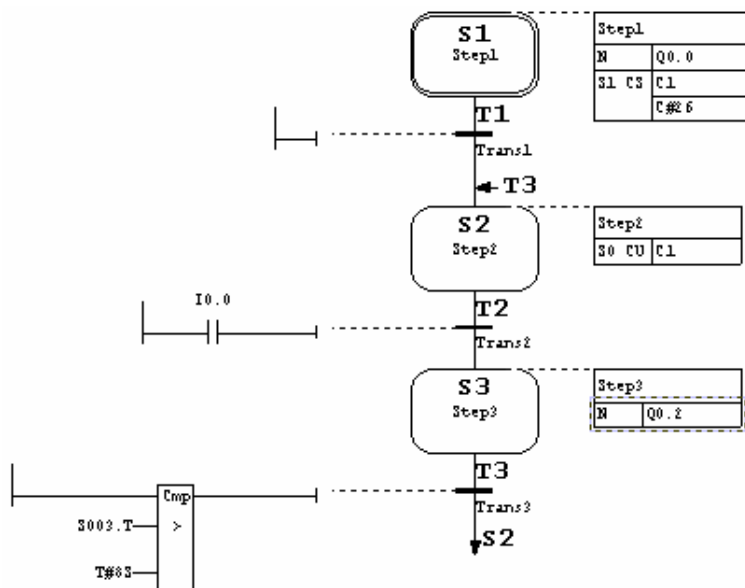 S1
Step1
Step1
N Q0.0
S1 CS C1
C#26
T1
Trans1
T3
S2
Step2
Step2
S0 CU C1
I0.0
T2
Trans2
S3
Step3
Step3
N Q0.2
T3
Trans3
Cmp
S003.T
>
T#8S
S2